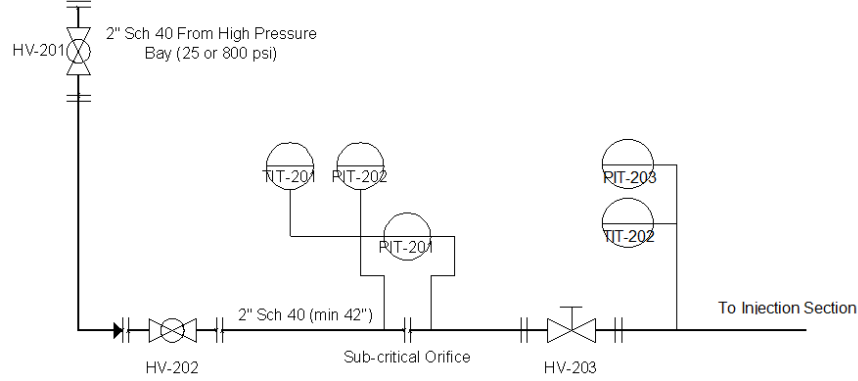 2" Sch 40 From High Pressure
Bay (25 or 800 psi)
HV-201
TIT-201
PIT-202
PIT-203
PIT-201
TIT-202
2" Sch 40 (min 42")
To Injection Section
Sub-critical Orifice
HV-202
HV-203